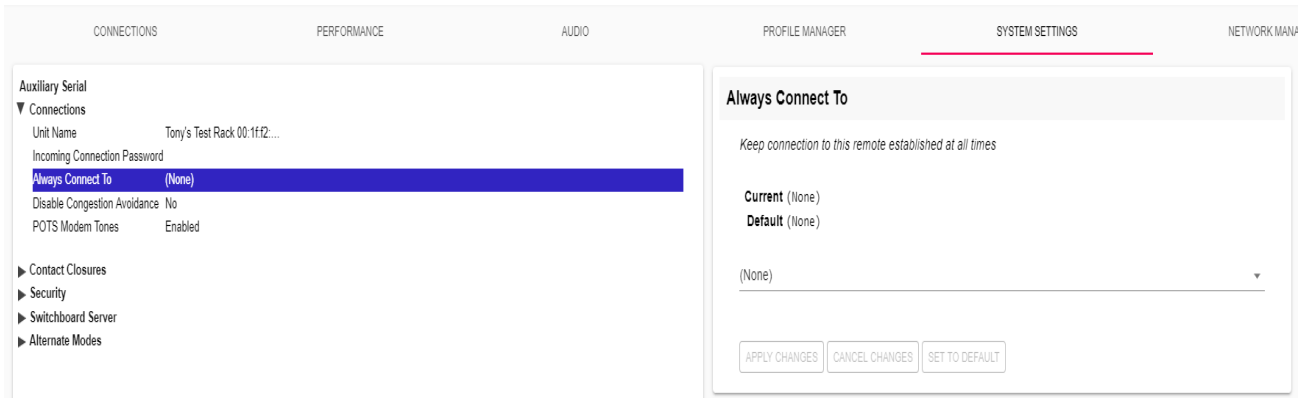 CONNECTIONS PERFORMANCE AUDIO PROFILE MANAGER SYSTEM SETTINGS NETWORK MANA
Auxiliary Serial
Connections
Unit Name Tony's Test Rack 00:1f:f2:...
Incoming Connection Password
Always Connect To (None)
Disable Congestion Avoidance No
POTS Modem Tones Enabled
Contact Closures
Security
Switchboard Server
Alternate Modes
Always Connect To
Keep connection to this remote established at all times
Current (None)
Default (None)
(None)
APPLY CHANGES CANCEL CHANGES SET TO DEFAULT